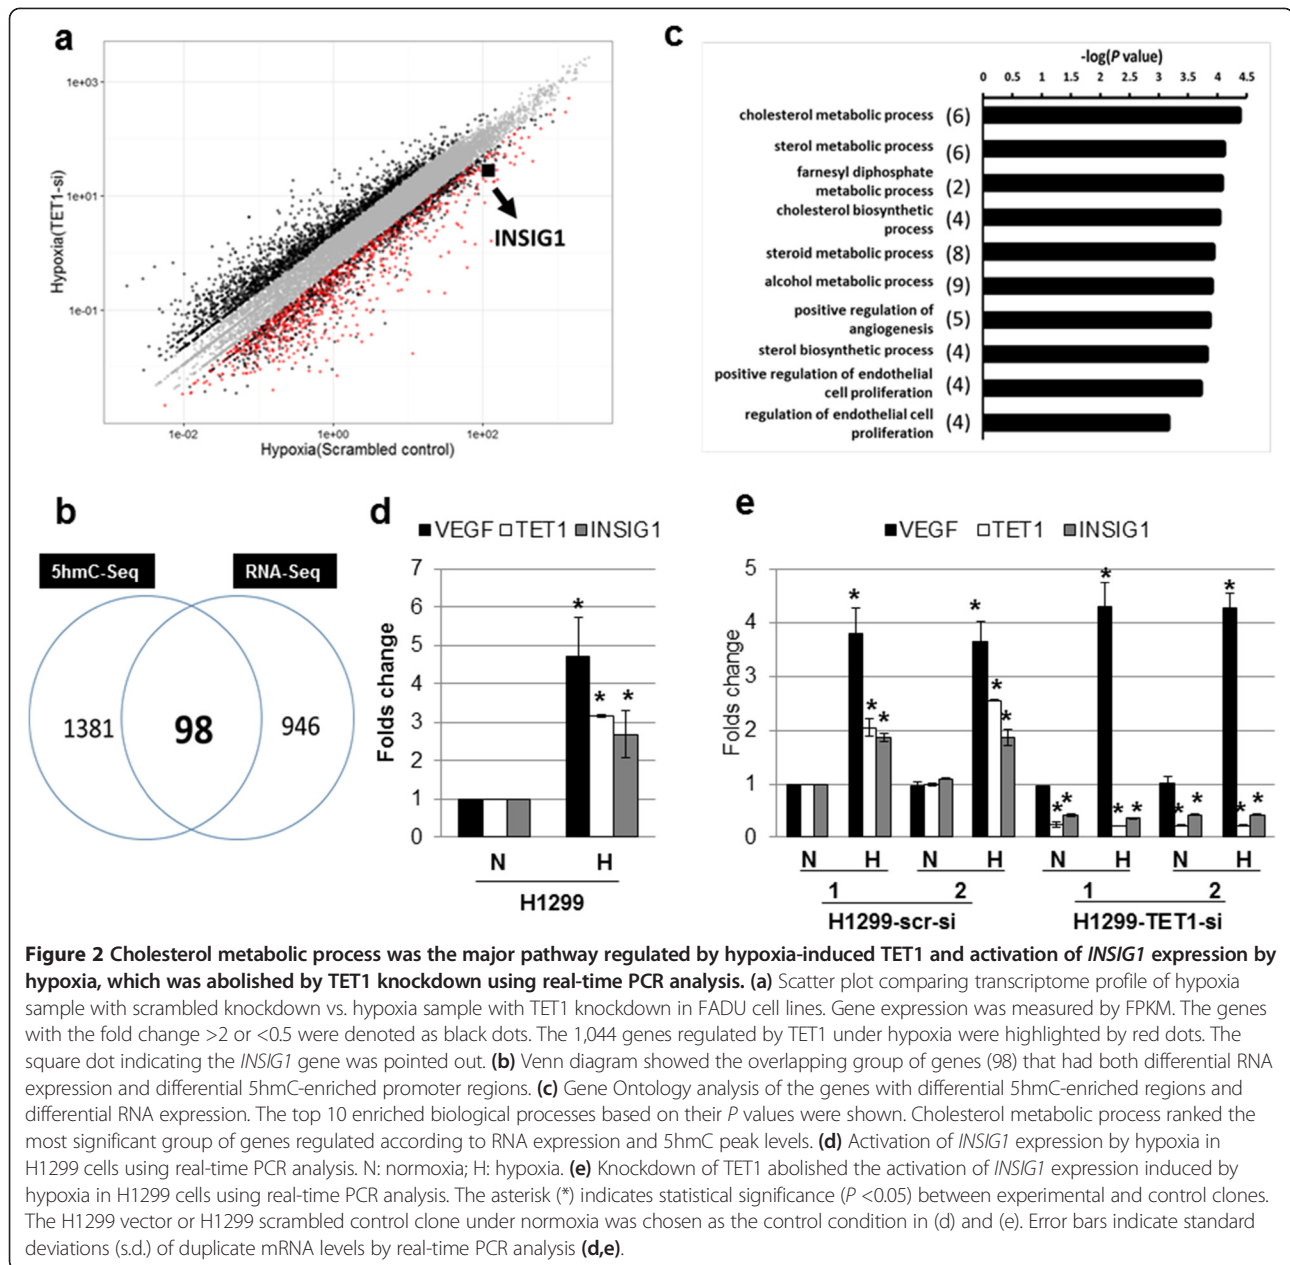 a
1e+03
1e+01
1e-01
Hypoxia(TET1-si)
INSIG1
1e-02 1e+00 1e+02
Hypoxia(Scrambled control)
c
-log(P value)
0 0.5 1 1.5 2 2.5 3 3.5 4 4.5
cholesterol metabolic process (6)
sterol metabolic process (6)
farnesyl diphosphate
metabolic process (2)
cholesterol biosynthetic
process (4)
steroid metabolic process (8)
alcohol metabolic process (9)
positive regulation of
angiogenesis (5)
sterol biosynthetic process (4)
positive regulation of endothelial
cell proliferation (4)
regulation of endothelial cell
proliferation (4)
b
5hmC-Seq RNA-Seq
1381 98 946
d
VEGF TET1 INSIG1
Folds change
7
6
5
4
3
2
1
0
* * *
N H
H1299
e
VEGF TET1 INSIG1
Folds change
5
4
3
2
1
0
* * * * * * * * * * * * * * * *
N H N H N H N H
1 2 1 2
H1299-scr-si H1299-TET1-si
Figure 2 Cholesterol metabolic process was the major pathway regulated by hypoxia-induced TET1 and activation of INSIG1 expression by
hypoxia, which was abolished by TET1 knockdown using real-time PCR analysis. (a) Scatter plot comparing transcriptome profile of hypoxia
sample with scrambled knockdown vs. hypoxia sample with TET1 knockdown in FADU cell lines. Gene expression was measured by FPKM. The genes
with the fold change >2 or <0.5 were denoted as black dots. The 1,044 genes regulated by TET1 under hypoxia were highlighted by red dots. The
square dot indicating the INSIG1 gene was pointed out. (b) Venn diagram showed the overlapping group of genes (98) that had both differential RNA
expression and differential 5hmC-enriched promoter regions. (c) Gene Ontology analysis of the genes with differential 5hmC-enriched regions and
differential RNA expression. The top 10 enriched biological processes based on their P values were shown. Cholesterol metabolic process ranked the
most significant group of genes regulated according to RNA expression and 5hmC peak levels. (d) Activation of INSIG1 expression by hypoxia in
H1299 cells using real-time PCR analysis. N: normoxia; H: hypoxia. (e) Knockdown of TET1 abolished the activation of INSIG1 expression induced by
hypoxia in H1299 cells using real-time PCR analysis. The asterisk (*) indicates statistical significance (P <0.05) between experimental and control clones.
The H1299 vector or H1299 scrambled control clone under normoxia was chosen as the control condition in (d) and (e). Error bars indicate standard
deviations (s.d.) of duplicate mRNA levels by real-time PCR analysis (d,e).